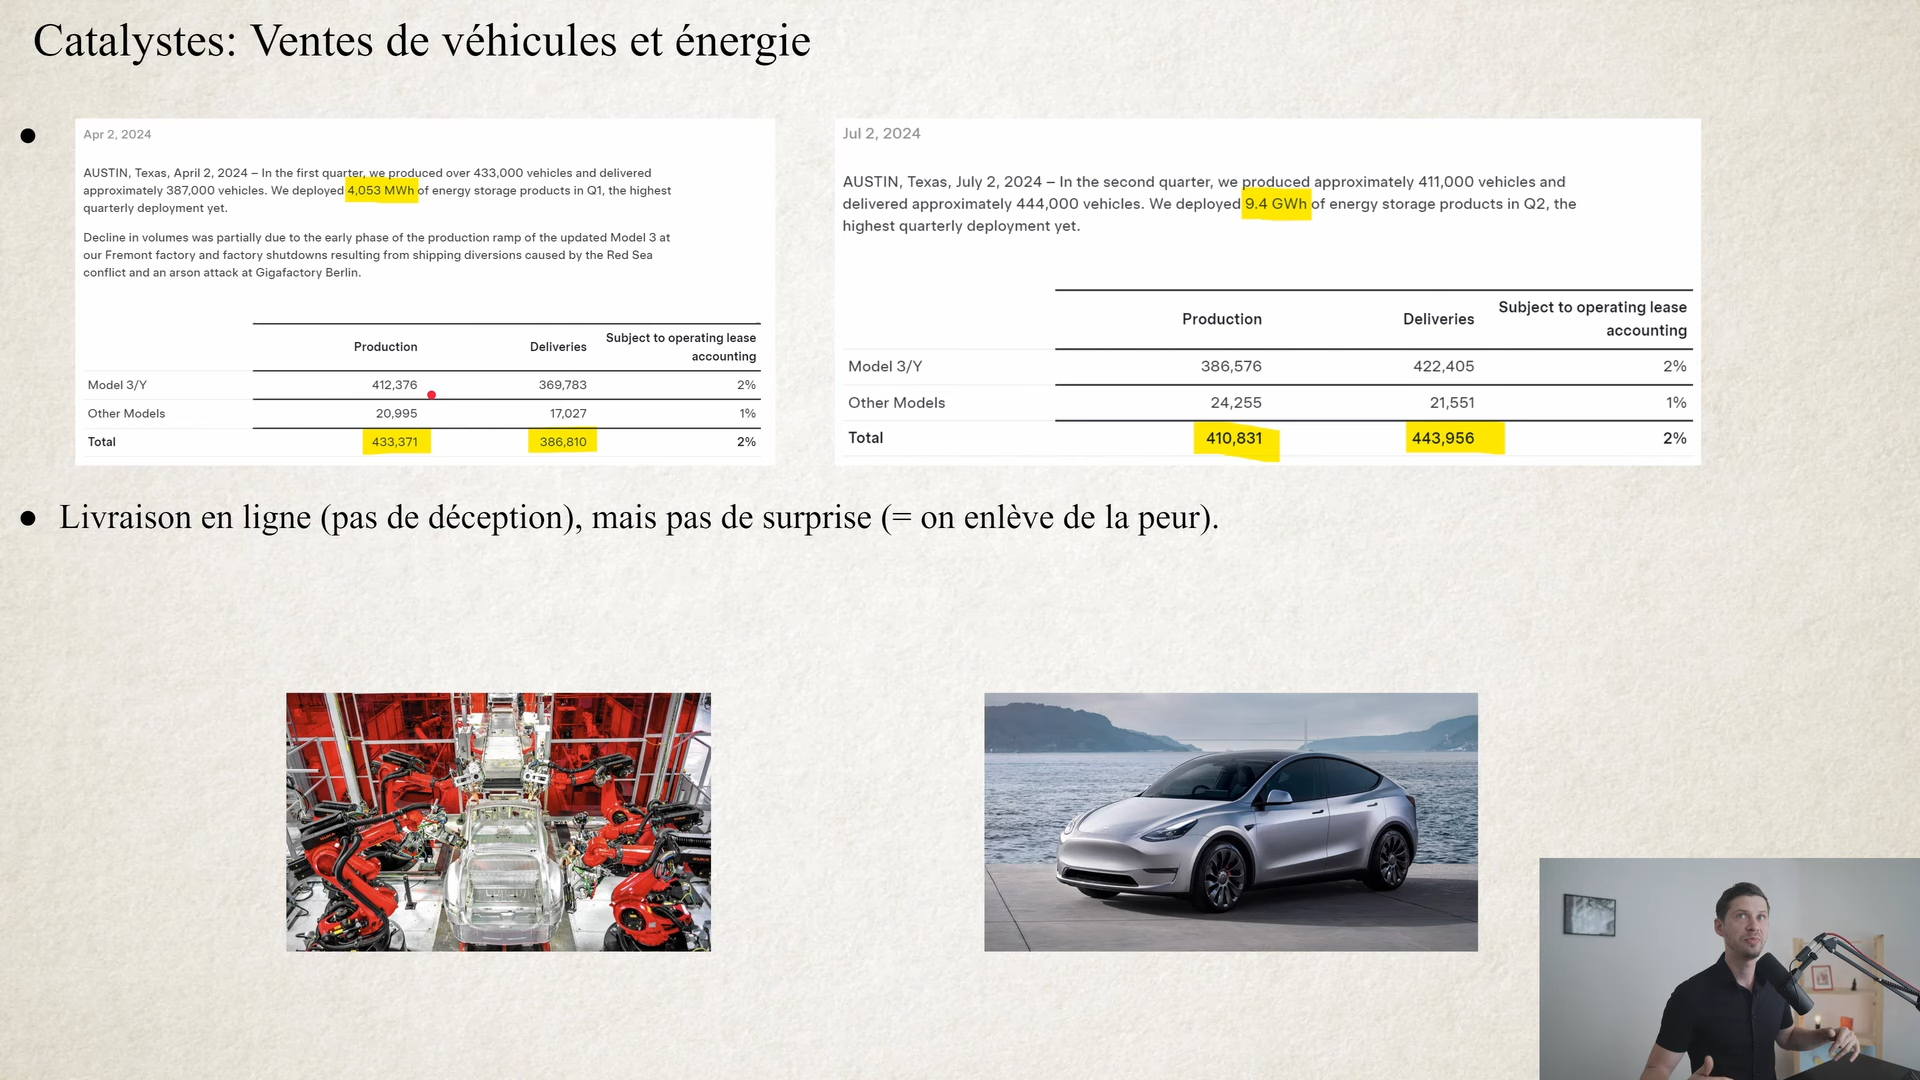 Catalystes: Ventes de véhicules et énergie
Apr 2, 2024
AUSTIN, Texas, April 2, 2024 – In the first quarter, we produced over 433,000 vehicles and delivered
approximately 387,000 vehicles. We deployed 4,053 MWh of energy storage products in Q1, the highest
quarterly deployment yet.
Decline in volumes was partially due to the early phase of the production ramp of the updated Model 3 at
our Fremont factory and factory shutdowns resulting from shipping diversions caused by the Red Sea
conflict and an arson attack at Gigafactory Berlin.
Production Deliveries Subject to operating lease
accounting
Model 3/Y 412,376 369,783 2%
Other Models 20,995 17,027 1%
Total 433,371 386,810 2%
Jul 2, 2024
AUSTIN, Texas, July 2, 2024 – In the second quarter, we produced approximately 411,000 vehicles and
delivered approximately 444,000 vehicles. We deployed 9.4 GWh of energy storage products in Q2, the
highest quarterly deployment yet.
Production Deliveries Subject to operating lease
accounting
Model 3/Y 386,576 422,405 2%
Other Models 24,255 21,551 1%
Total 410,831 443,956 2%
Livraison en ligne (pas de déception), mais pas de surprise (= on enlève de la peur).